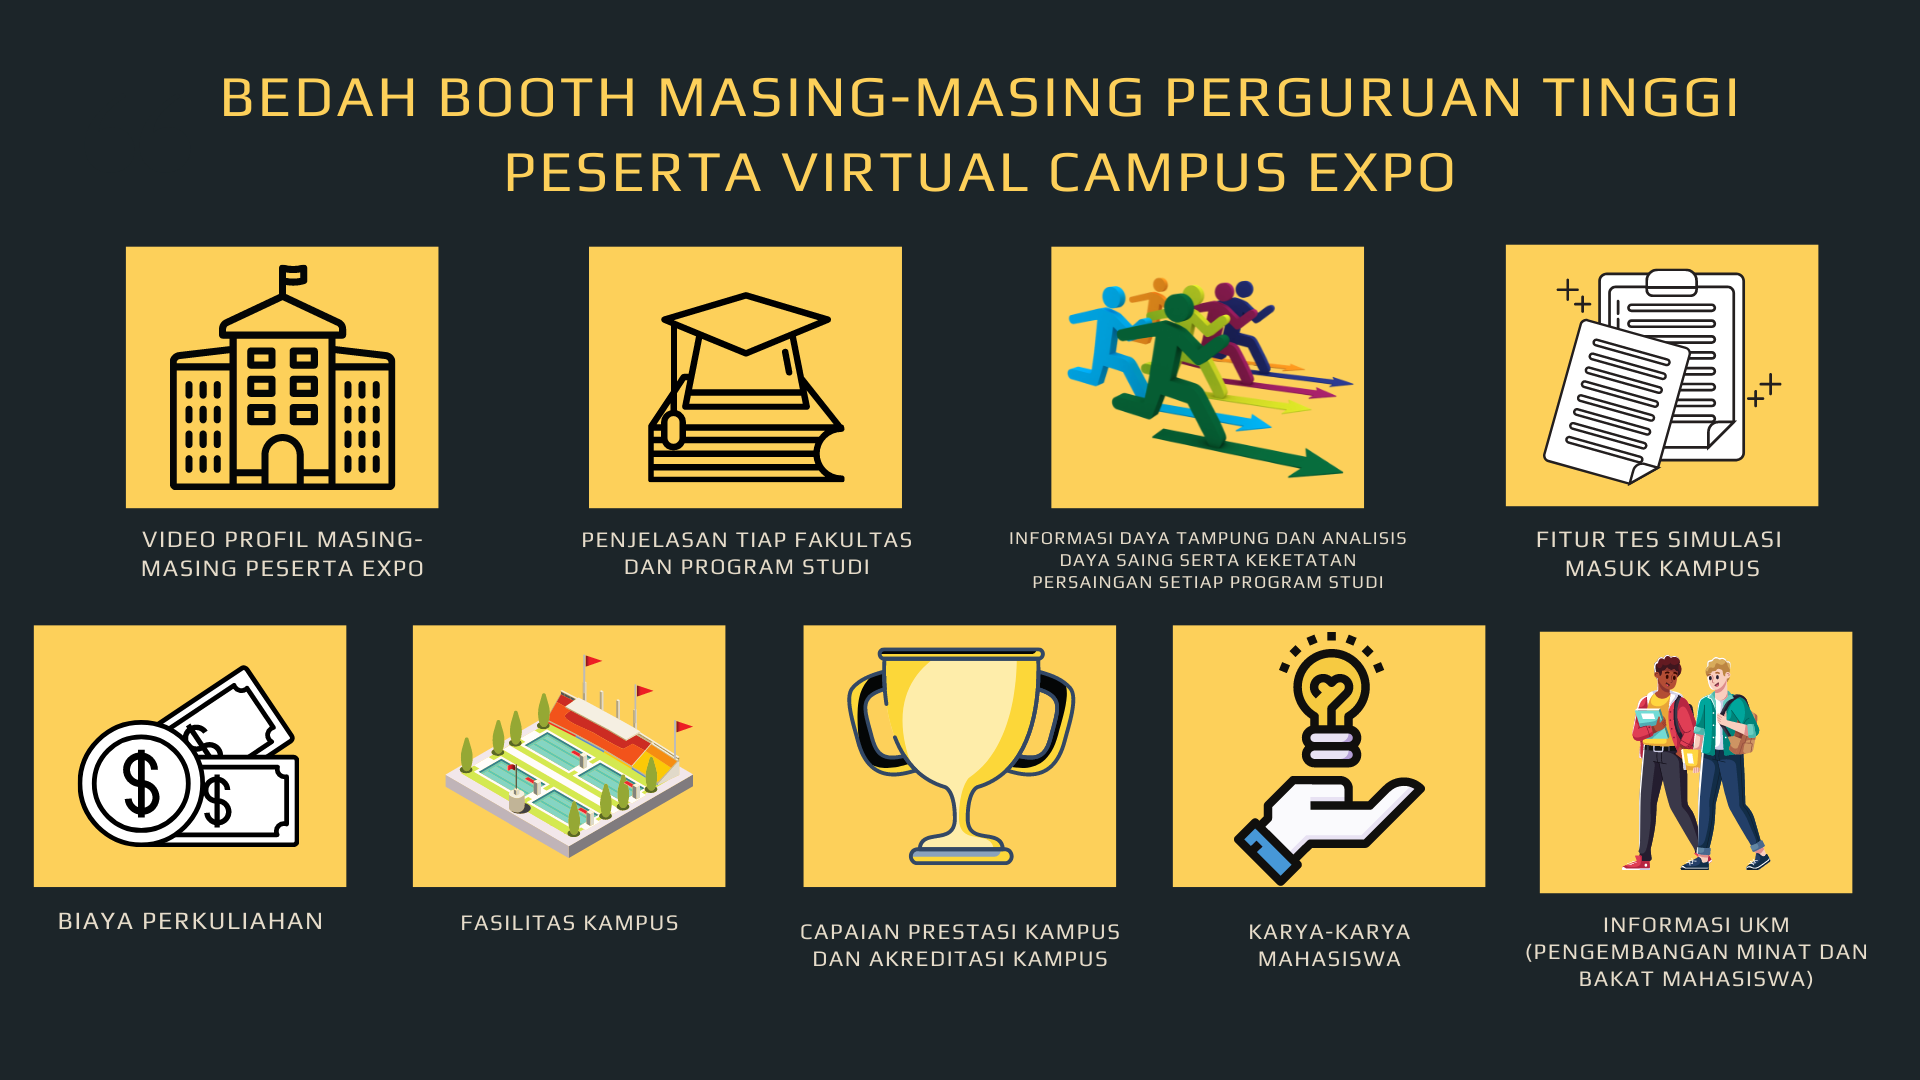 BEDAH BOOTH MASING-MASING PERGURUAN TINGGI
PESERTA VIRTUAL CAMPUS EXPO
VIDEO PROFIL MASING-
MASING PESERTA EXPO
PENJELASAN TIAP FAKULTAS
DAN PROGRAM STUDI
INFORMASI DAYA TAMPUNG DAN ANALISIS
DAYA SAING SERTA KEKETATAN
PERSAINGAN SETIAP PROGRAM STUDI
FITUR TES SIMULASI
MASUK KAMPUS
BIAYA PERKULIAHAN
FASILITAS KAMPUS
CAPAIAN PRESTASI KAMPUS
DAN AKREDITASI KAMPUS
KARYA-KARYA
MAHASISWA
INFORMASI UKM
(PENGEMBANGAN MINAT DAN
BAKAT MAHASISWA)